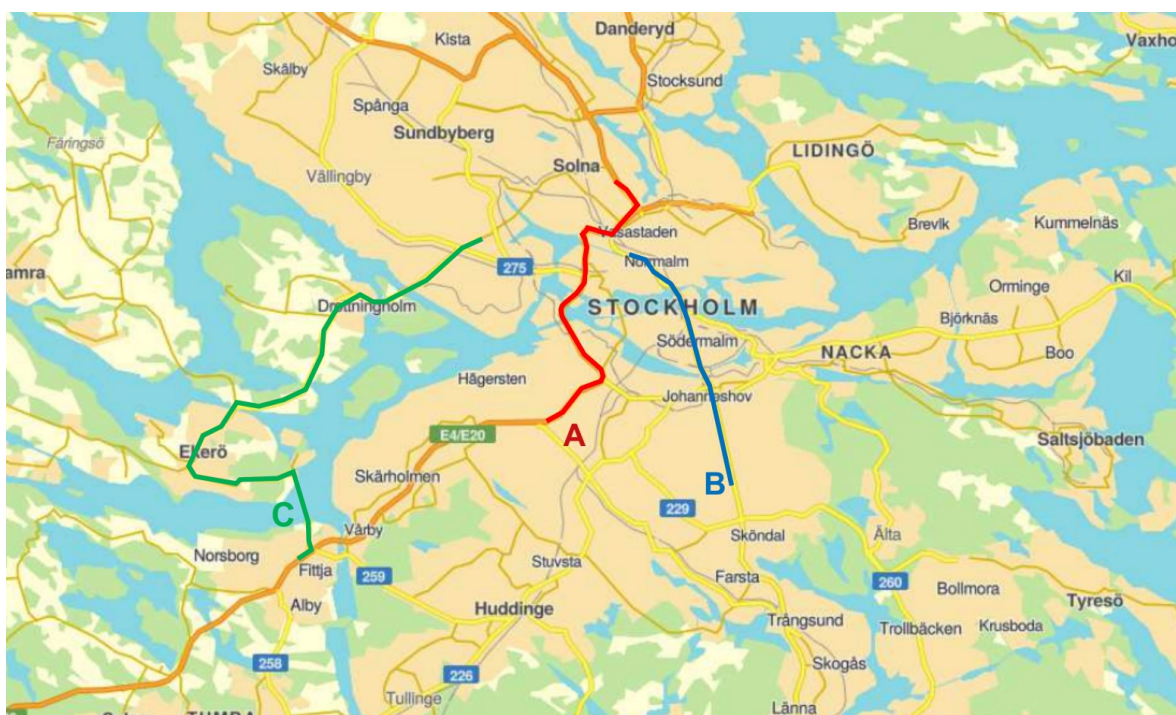 Danderyd
Kista
Vaxho
Skälby
Stocksund
Spånga
Sundbyberg
Färingsö
LIDINGÖ
Solna
Vällingby
Brevik
Kummelnäs
Vasastaden
Normalm
275
amra
Kil
Orminge
Drottningholm
STOCKHOLM
Björknäs
Södermalm
NACKA
Boo
Hägersten
Johanneshov
A
E4/E20
Saltsjöbaden
Ekerö
Skärholmen
B
229
C
Vårby
Sköndal
Älta
Norsborg
Stuvsta
Fittja
259
Farsta
260
Bollmora
Tyresö
Alby
Huddinge
Trångsund
Trollbäcken
Krusboda
258
Skogås
226
Tullinge
Länna
TUMBA